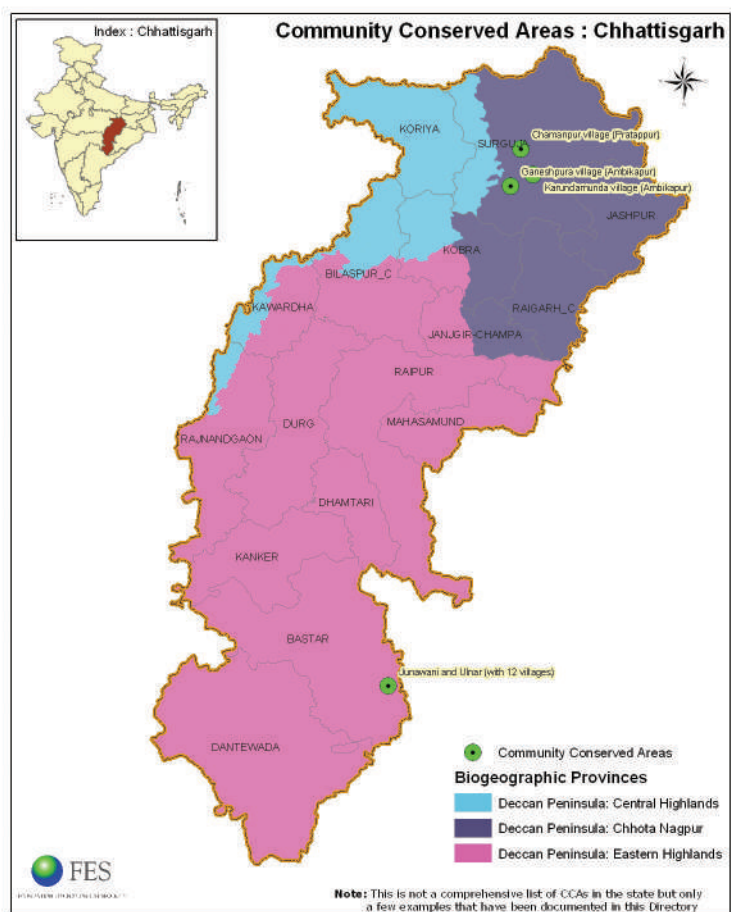 Index : Chhattisgarh
Community Conserved Areas : Chhattisgarh
KORIYA
SURGUJA
Chamanpur village (Pratappur)
Ganeshpura village (Ambikapur)
Karundamunda village (Ambikapur)
JASHPUR
KOBRA
BILASPUR_C
KAWARDHA
RAIGARH_C
JANJGIR-CHAMPA
RAIPUR
MAHASAMUND
DURG
RAJNANDGAON
DHAMTARI
KANKER
BASTAR
Junawani and Ulnar (with 12 villages)
DANTEWADA
Community Conserved Areas
Biogeographic Provinces
Deccan Peninsula: Central Highlands
Deccan Peninsula: Chhota Nagpur
Deccan Peninsula: Eastern Highlands
FES
Note: This is not a comprehensive list of CCAs in the state but only
a few examples that have been documented in this Directory